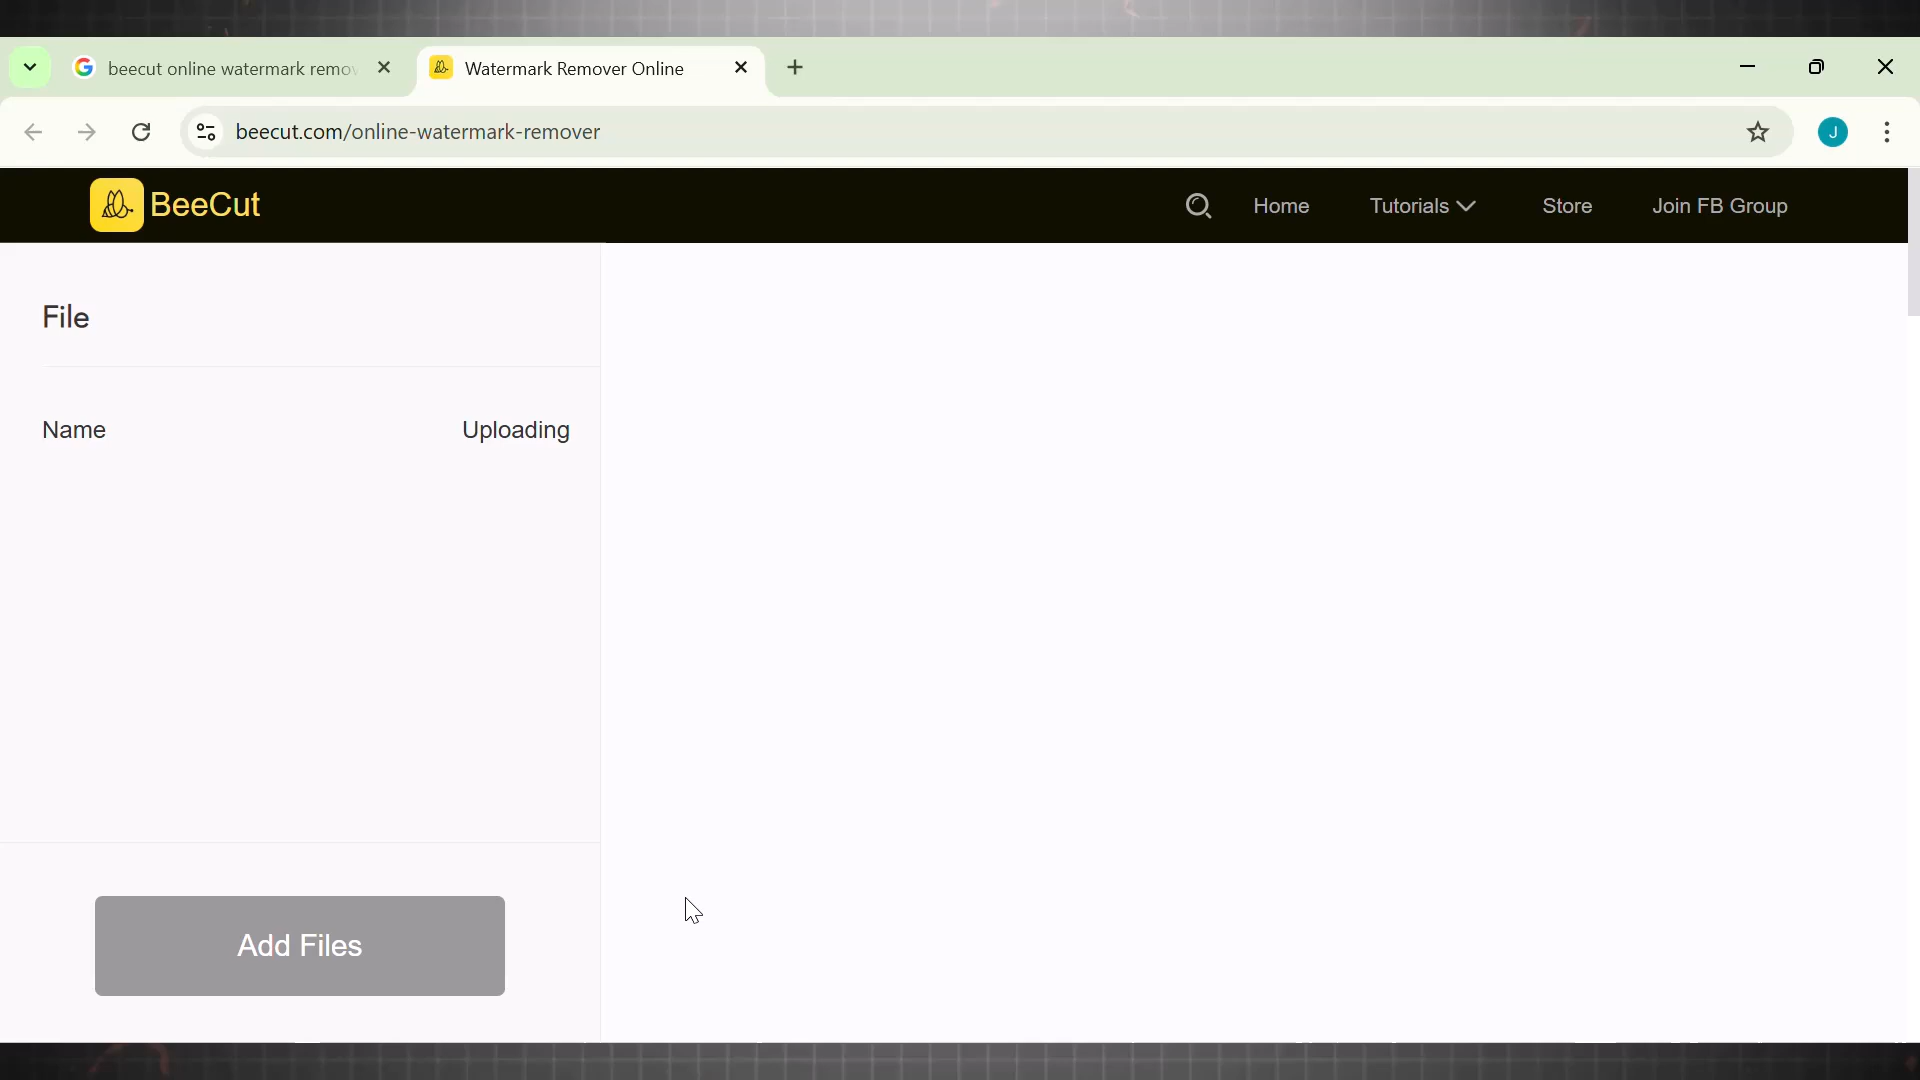 beecut online watermark remov
Watermark Remover Online
beecut.com/online-watermark-remover
J
BeeCut
Home
Tutorials
Store
Join FB Group
File
Name
Uploading
Add Files